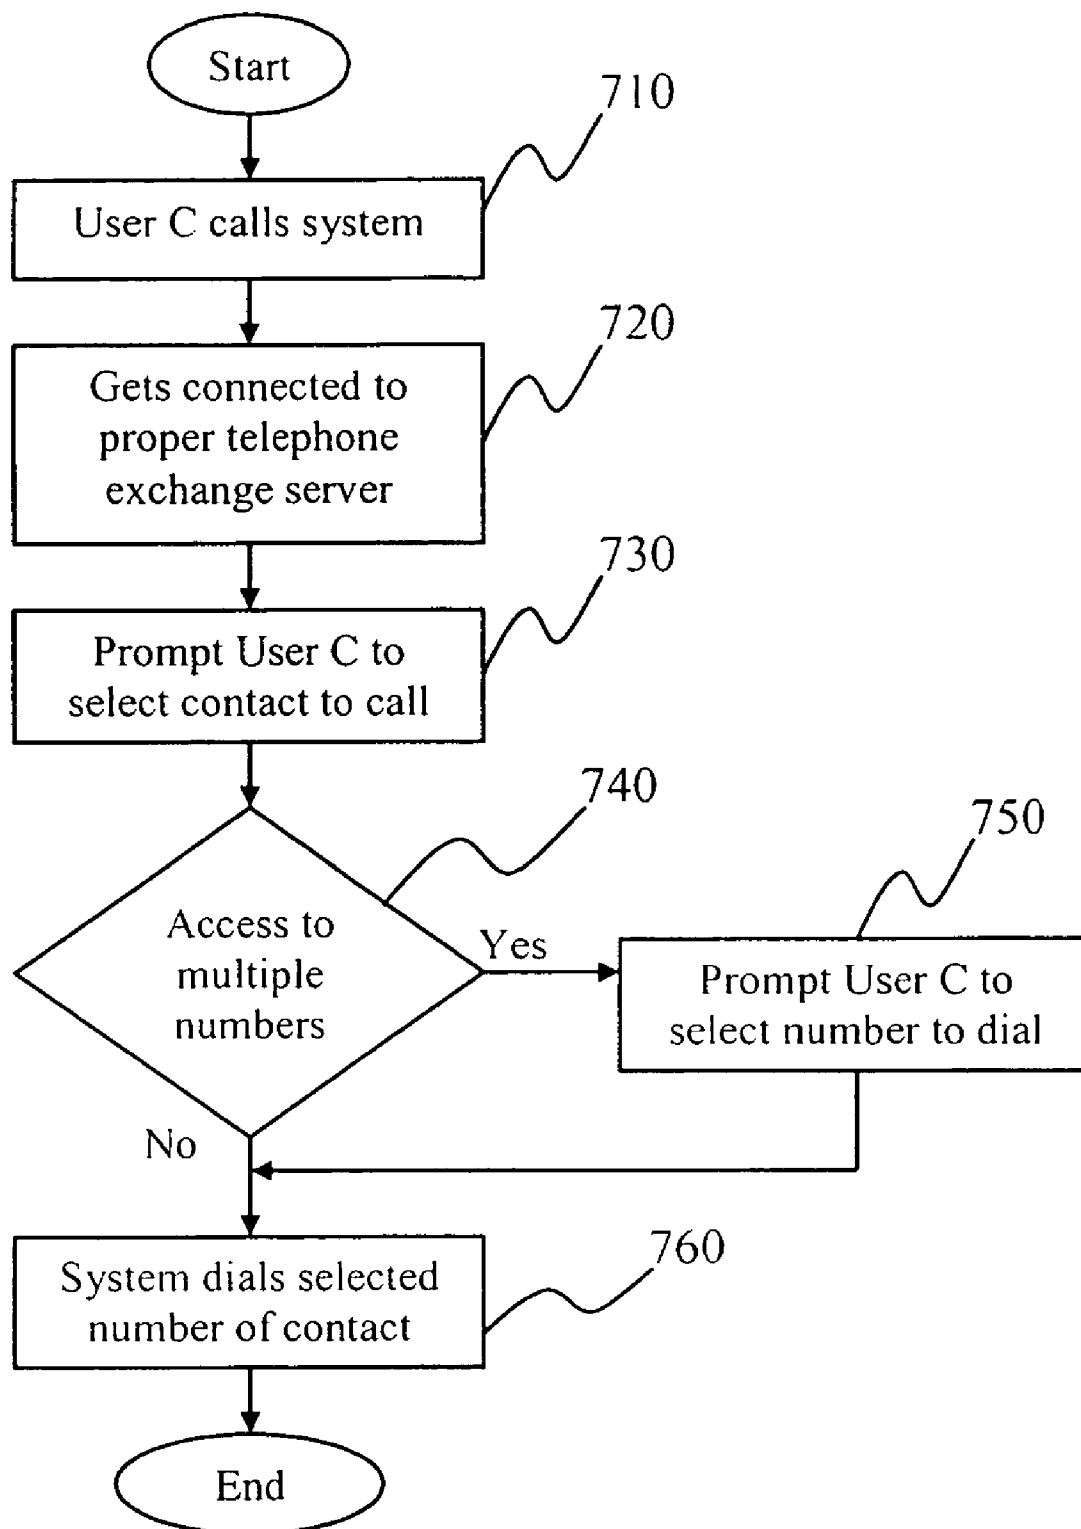 Start
710
User C calls system
720
Gets connected to
proper telephone
exchange server
730
Prompt User C to
select contact to call
740
Access to
multiple
numbers
Yes
750
Prompt User C to
select number to dial
No
760
System dials selected
number of contact
End